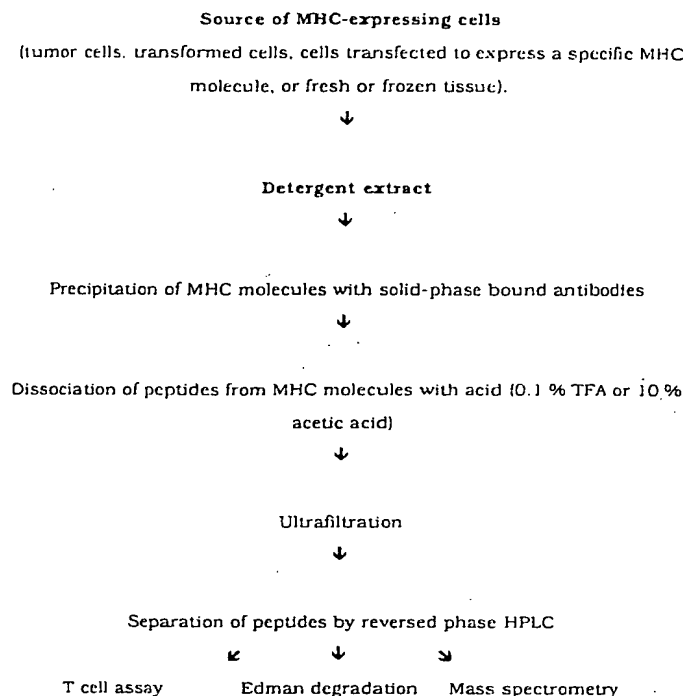 Source of MHC-expressing cells
(tumor cells, transformed cells, cells transfected to express a specific MHC
molecule, or fresh or frozen tissue).
↓
Detergent extract
↓
Precipitation of MHC molecules with solid-phase bound antibodies
↓
Dissociation of peptides from MHC molecules with acid (0.1 % TFA or 10 %
acetic acid)
↓
Ultrafiltration
↓
Separation of peptides by reversed phase HPLC
↙ ↓ ↘
T cell assay Edman degradation Mass spectrometry